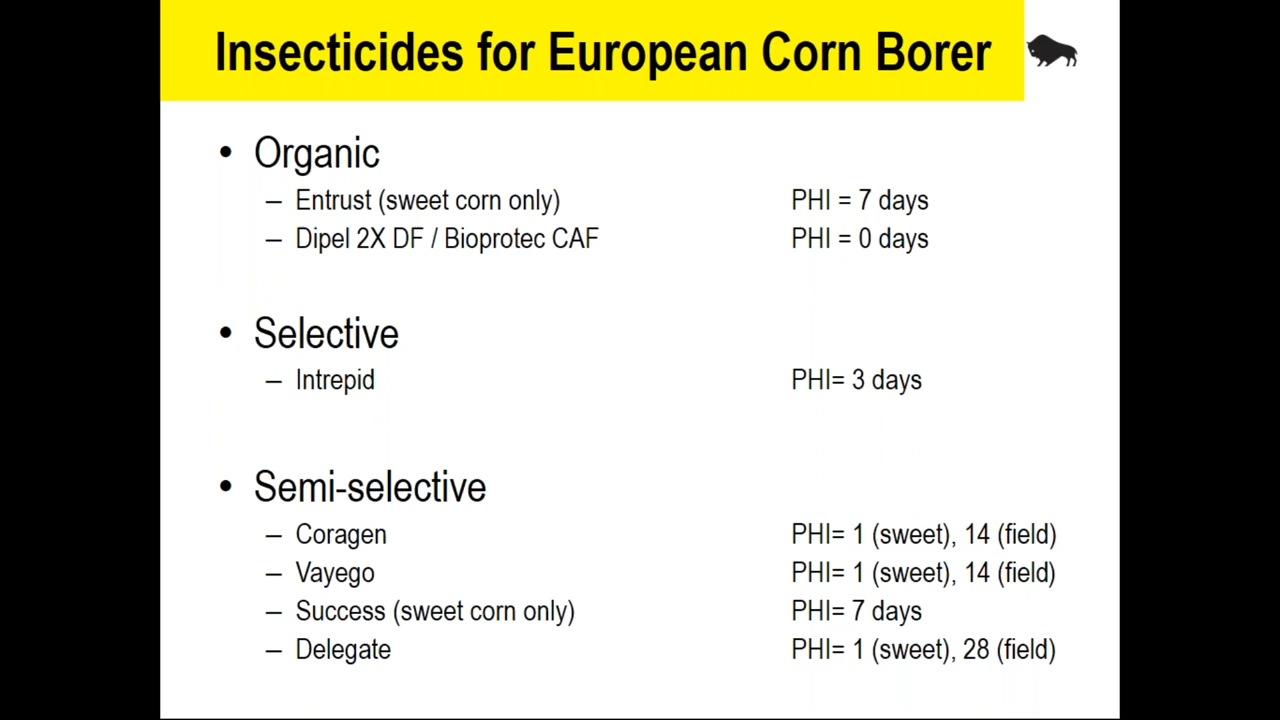 Insecticides for European Corn Borer
• Organic
– Entrust (sweet corn only) PHI = 7 days
– Dipel 2X DF / Bioprotec CAF PHI = 0 days
• Selective
– Intrepid PHI= 3 days
• Semi-selective
– Coragen PHI= 1 (sweet), 14 (field)
– Vayego PHI= 1 (sweet), 14 (field)
– Success (sweet corn only) PHI= 7 days
– Delegate PHI= 1 (sweet), 28 (field)